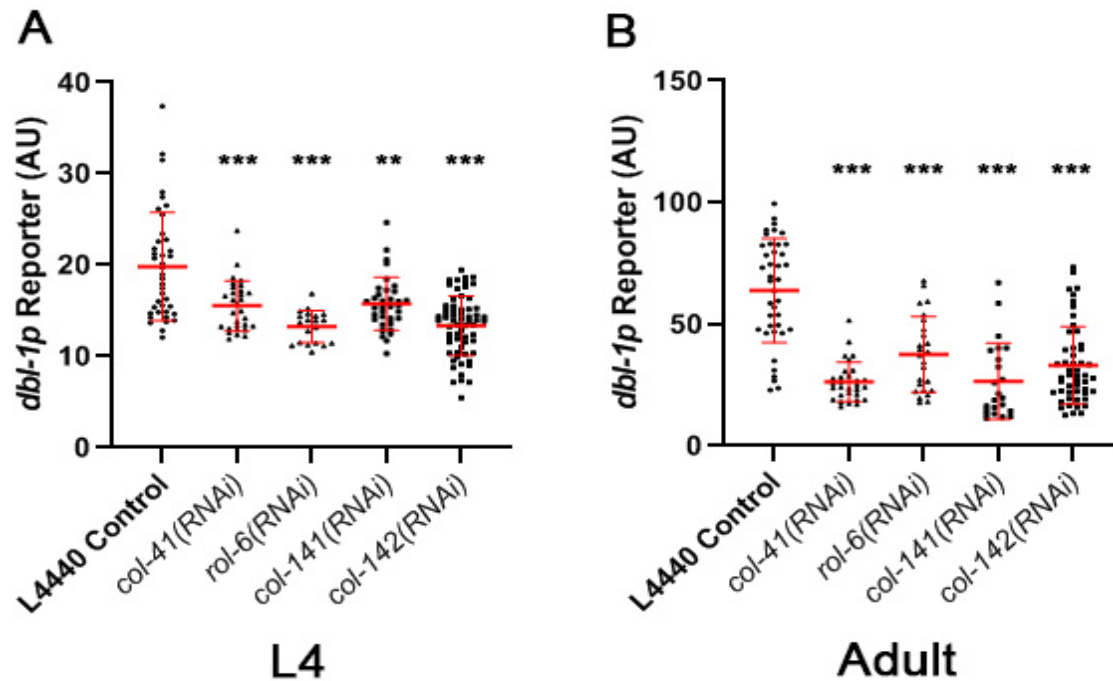 A
dbl-1p Reporter (AU)
40
30
20
10
0
*** *** ** ***
L4440 Control
col-41(RNAi)
rol-6(RNAi)
col-141(RNAi)
col-142(RNAi)
L4
B
dbl-1p Reporter (AU)
150
100
50
0
*** *** *** ***
L4440 Control
col-41(RNAi)
rol-6(RNAi)
col-141(RNAi)
col-142(RNAi)
Adult